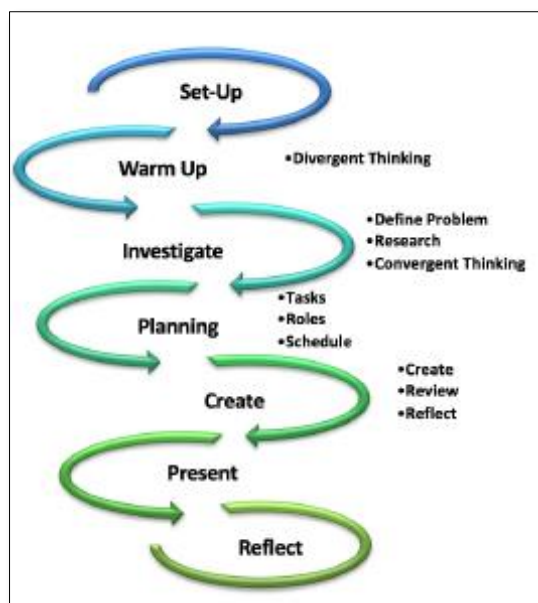 Set-Up
Warm Up
•Divergent Thinking
Investigate
•Define Problem
•Research
•Convergent Thinking
Planning
•Tasks
•Roles
•Schedule
Create
•Create
•Review
•Reflect
Present
Reflect